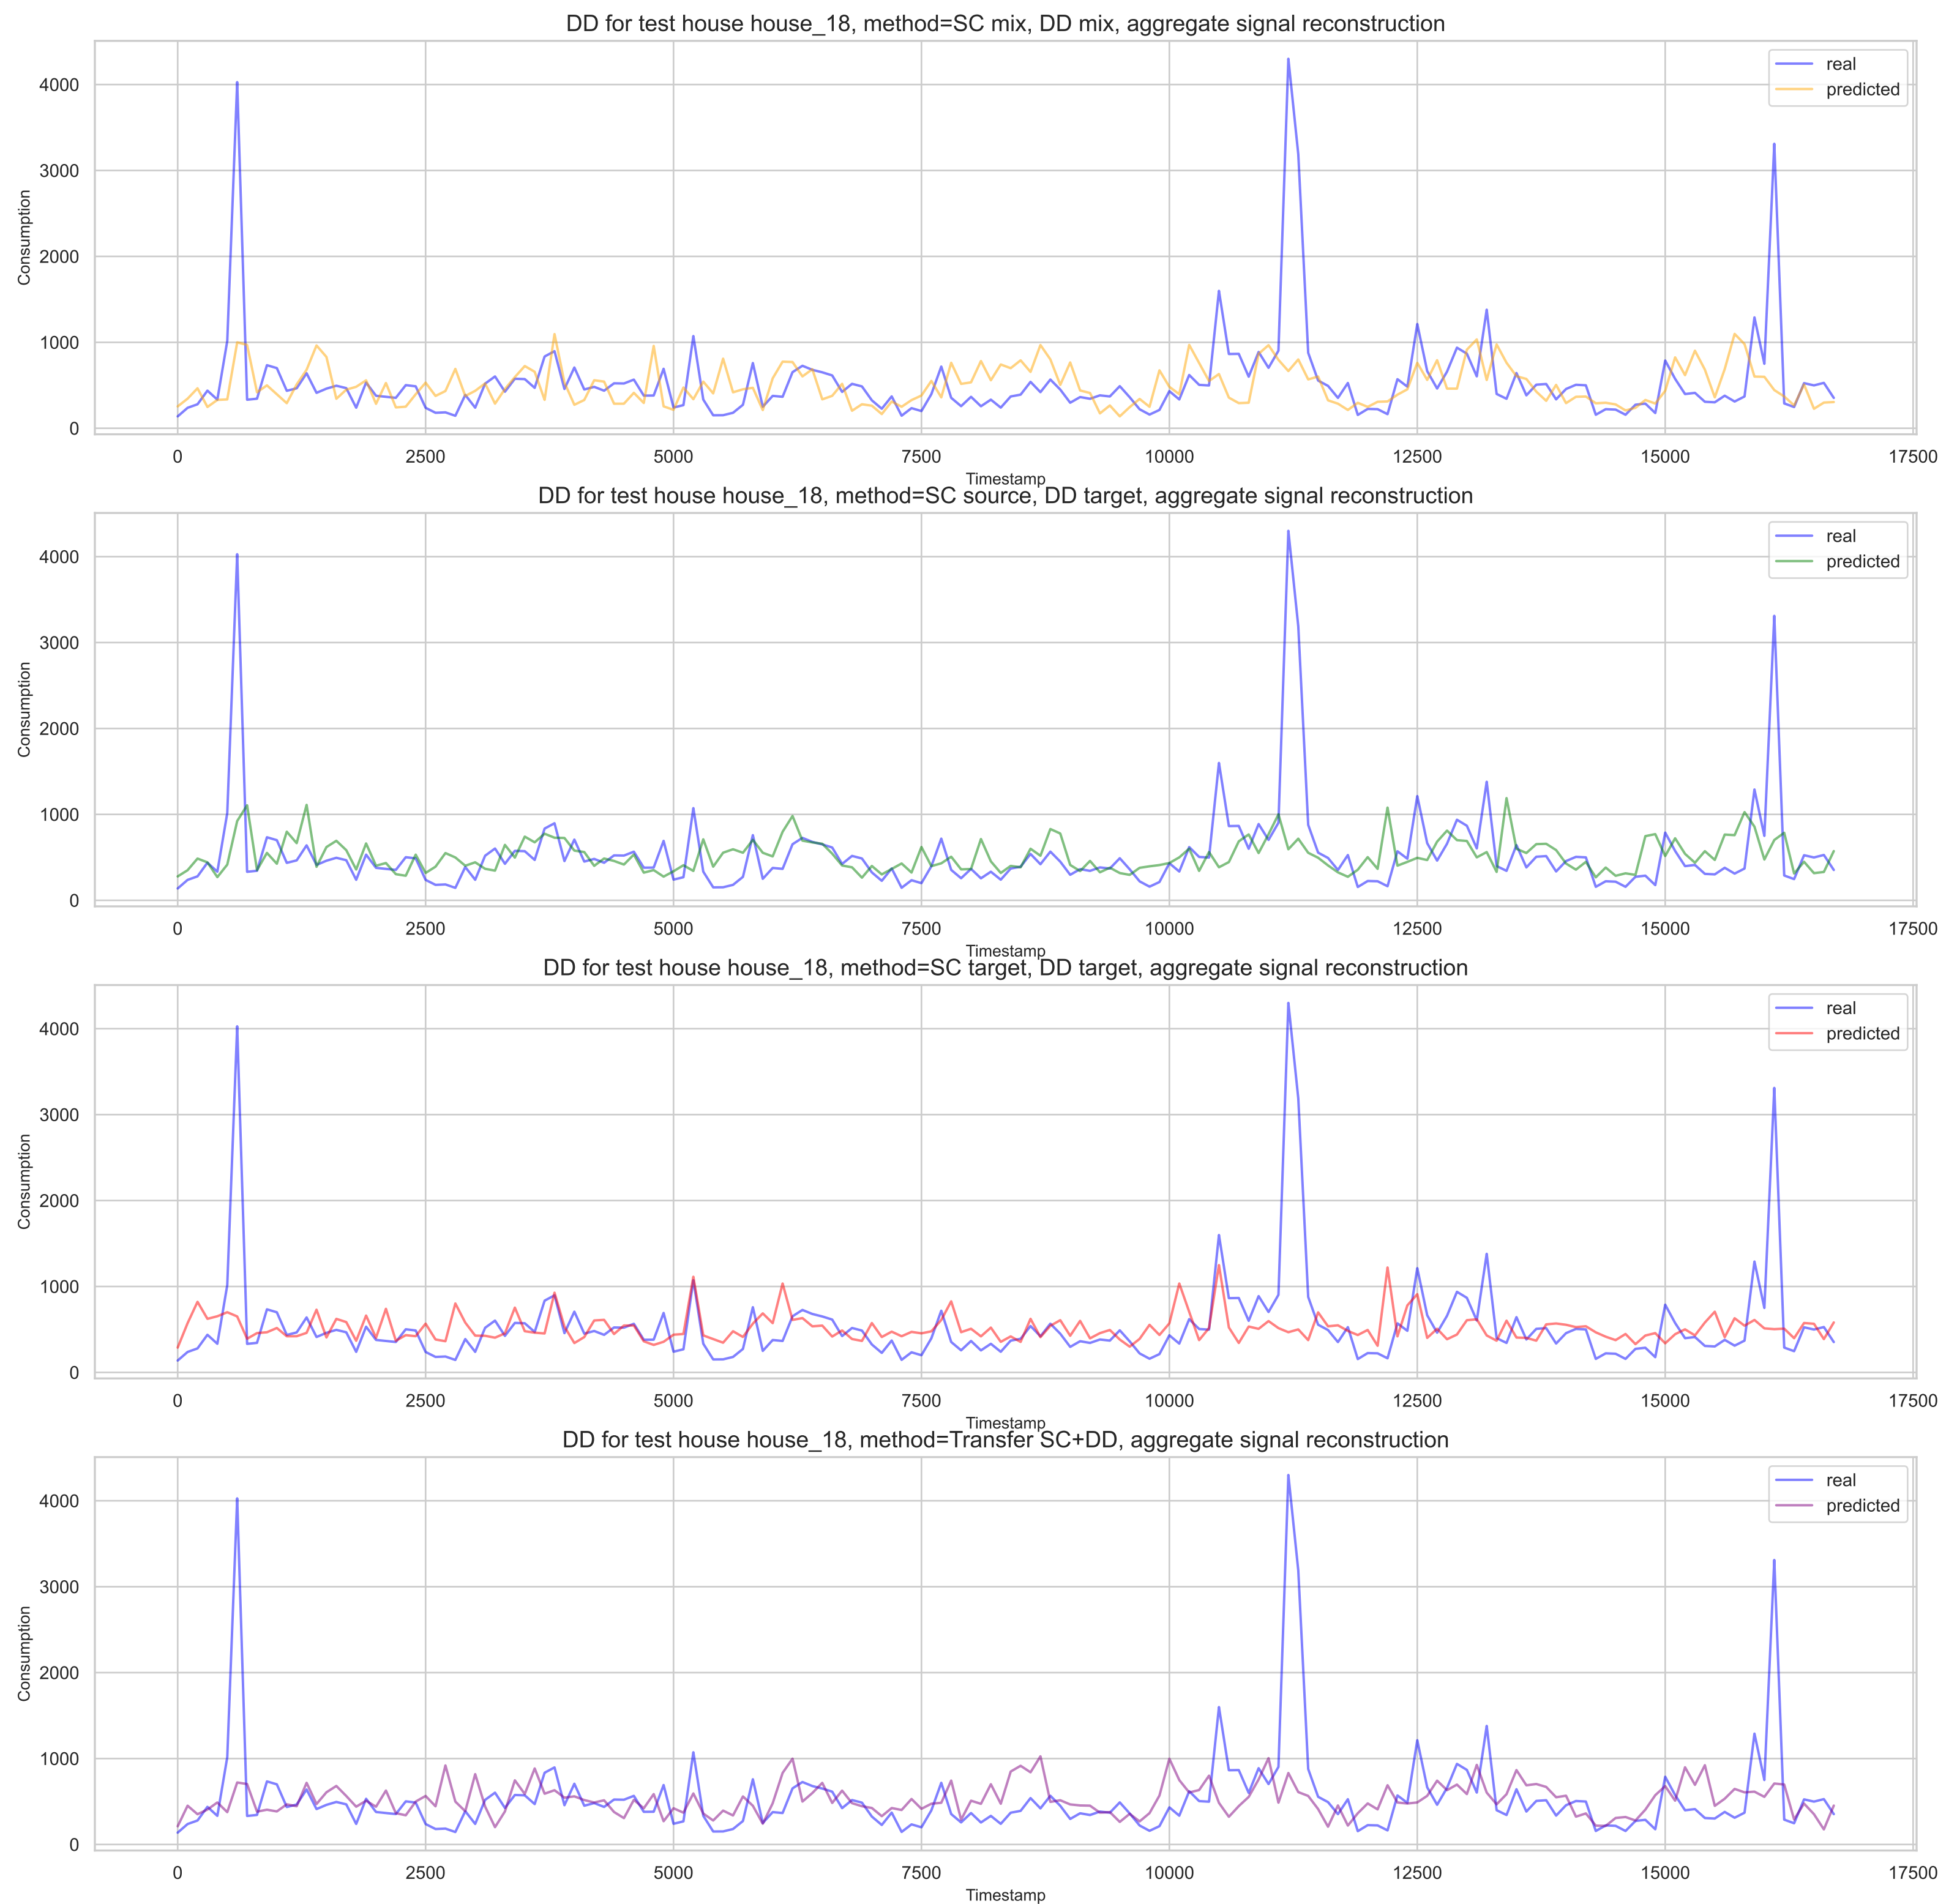 DD for test house house_18, method=SC mix, DD mix, aggregate signal reconstruction
real
predicted
4000
3000
2000
1000
0
Consumption
0 2500 5000 7500 10000 12500 15000 17500
Timestamp
DD for test house house_18, method=SC source, DD target, aggregate signal reconstruction
real
predicted
4000
3000
2000
1000
0
Consumption
0 2500 5000 7500 10000 12500 15000 17500
Timestamp
DD for test house house_18, method=SC target, DD target, aggregate signal reconstruction
real
predicted
4000
3000
2000
1000
0
Consumption
0 2500 5000 7500 10000 12500 15000 17500
Timestamp
DD for test house house_18, method=Transfer SC+DD, aggregate signal reconstruction
real
predicted
4000
3000
2000
1000
0
Consumption
0 2500 5000 7500 10000 12500 15000 17500
Timestamp